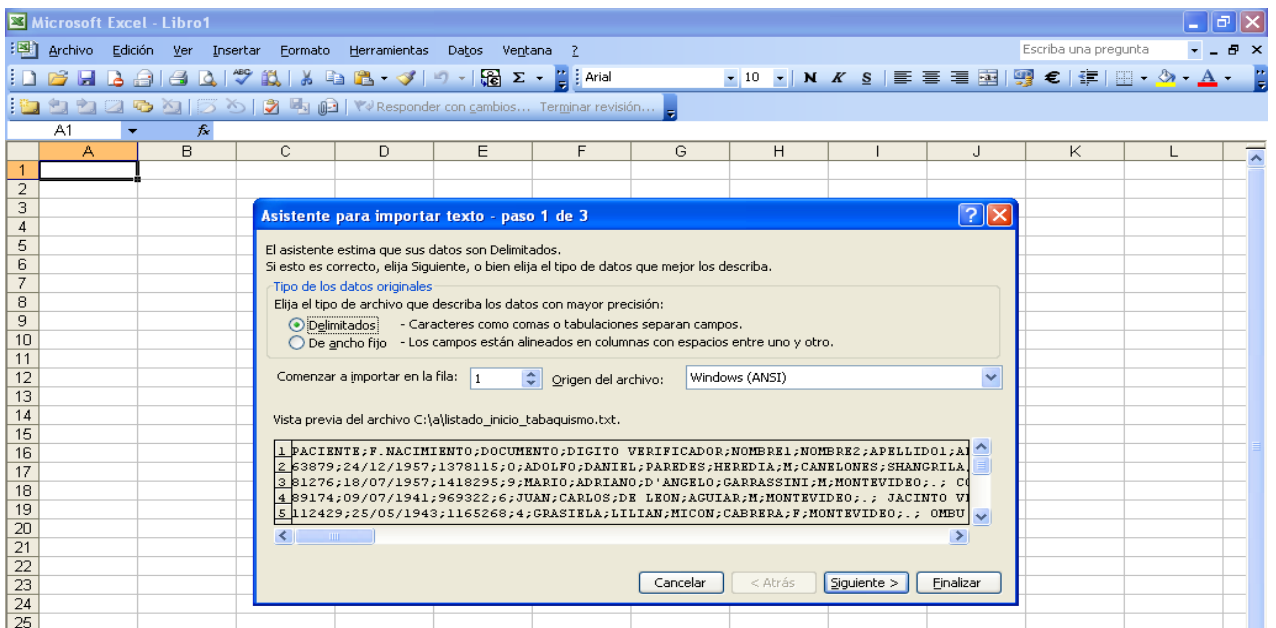 Microsoft Excel - Libro1
Archivo Edición Ver Insertar Formato Herramientas Datos Ventana ? Escriba una pregunta
Arial 10 N K S € A
Responder con cambios... Terminar revisión...
A1 fx
A B C D E F G H I J K L
1
2
3
4
5
6
7
8
9
10
11
12
13
14
15
16
17
18
19
20
21
22
23
24
25
Asistente para importar texto - paso 1 de 3
El asistente estima que sus datos son Delimitados.
Si esto es correcto, elija Siguiente, o bien elija el tipo de datos que mejor los describa.
Tipo de los datos originales
Elija el tipo de archivo que describa los datos con mayor precisión:
Delimitados - Caracteres como comas o tabulaciones separan campos.
De ancho fijo - Los campos están alineados en columnas con espacios entre uno y otro.
Comenzar a importar en la fila: 1 Origen del archivo: Windows (ANSI)
Vista previa del archivo C:\a\listado_inicio_tabaquismo.txt.
1 PACIENTE;F.NACIMIENTO;DOCUMENTO;DIGITO VERIFICADOR;NOMBRE1;NOMBRE2;APELLIDO1;
2 63879;24/12/1957;1378115;0;ADOLFO;DANIEL;PAREDES;HEREDIA;M;CANELONES;SHANGRILA
3 81276;18/07/1957;1418295;9;MARIO;ADRIANO;D'ANGELO;GARRASSINI;M;MONTEVIDEO;.;
4 89174;09/07/1941;969322;6;JUAN;CARLOS;DE LEON;AGUIAR;M;MONTEVIDEO;.; JACINTO
5 112429;25/05/1943;1165268;4;GRASIELA;LILIAN;MICON;CABRERA;F;MONTEVIDEO;.; OMBU
Cancelar < Atrás Siguiente > Finalizar